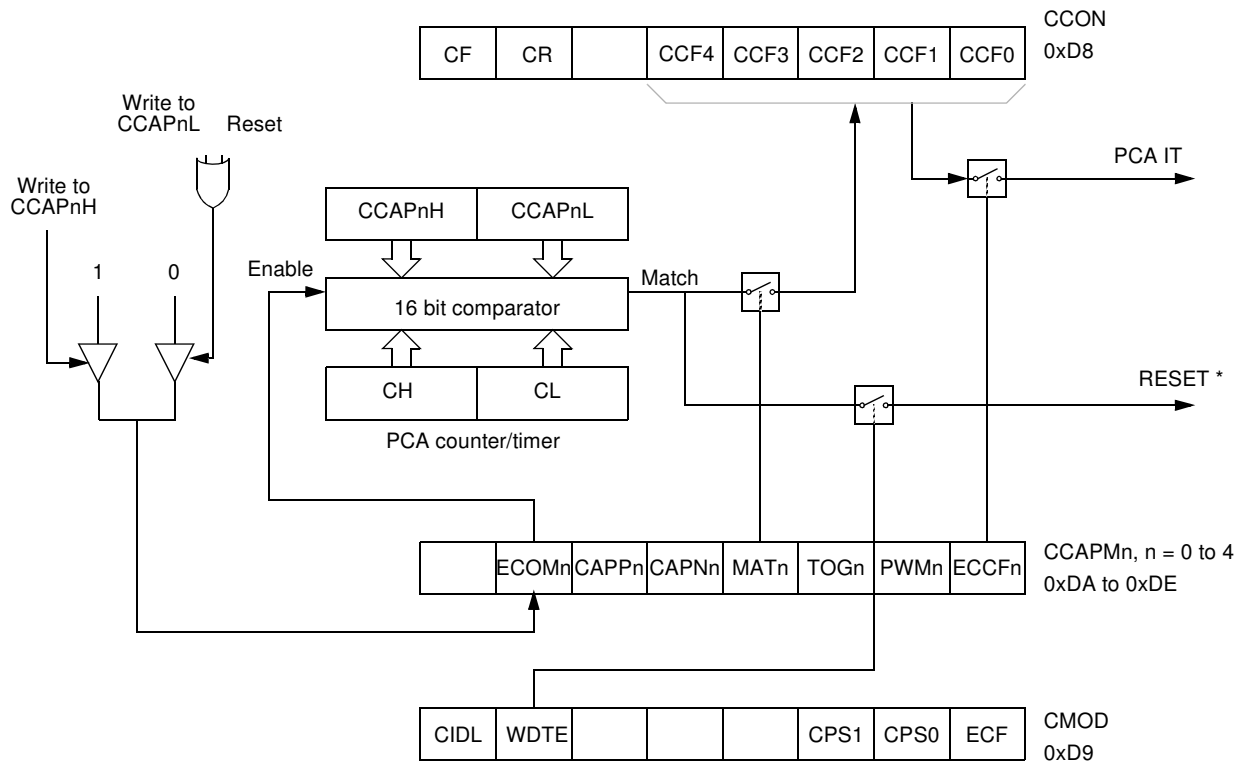 CCON
CF CR CCF4 CCF3 CCF2 CCF1 CCF0
0xD8
Write to
CCAPnL Reset
PCA IT
Write to
CCAPnH
CCAPnH CCAPnL
1 0
Enable
Match
16 bit comparator
RESET *
CH CL
PCA counter/timer
ECOMn CAPPn CAPNn MATn TOGn PWMn ECCFn
CCAPMn, n = 0 to 4
0xDA to 0xDE
CIDL WDTE CPS1 CPS0 ECF
CMOD
0xD9